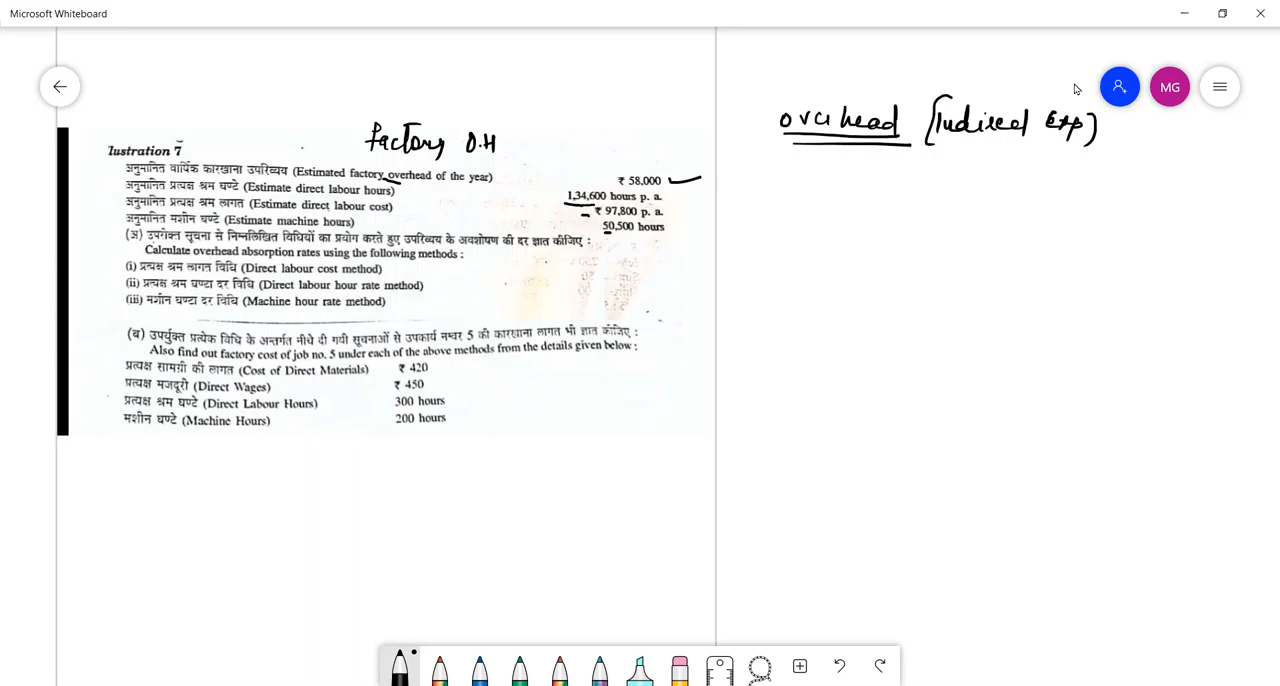 Microsoft Whiteboard
MG
overhead [Indirect Exp)
factory O.H
lustration 7
अनुमानित वार्षिक कारखाना उपरिव्यय (Estimated factory overhead of the year) ₹ 58,000
अनुमानित प्रत्यक्ष श्रम घण्टे (Estimate direct labour hours) 1,34,600 hours p. a.
अनुमानित प्रत्यक्ष श्रम लागत (Estimate direct labour cost) ₹ 97,800 p. a.
अनुमानित मशीन घण्टे (Estimate machine hours) 50,500 hours
(अ) उपरोक्त सूचना से निम्नलिखित विधियों का प्रयोग करते हुए उपरिव्यय के अवशोषण की दर ज्ञात कीजिए :
Calculate overhead absorption rates using the following methods :
(i) प्रत्यक्ष श्रम लागत विधि (Direct labour cost method)
(ii) प्रत्यक्ष श्रम घण्टा दर विधि (Direct labour hour rate method)
(iii) मशीन घण्टा दर विधि (Machine hour rate method)
(ब) उपर्युक्त प्रत्येक विधि के अन्तर्गत नीचे दी गयी सूचनाओं से उपकार्य नम्बर 5 की कारखाना लागत भी ज्ञात कीजिए :
Also find out factory cost of job no. 5 under each of the above methods from the details given below :
प्रत्यक्ष सामग्री की लागत (Cost of Direct Materials) ₹ 420
प्रत्यक्ष मजदूरी (Direct Wages) ₹ 450
प्रत्यक्ष श्रम घण्टे (Direct Labour Hours) 300 hours
मशीन घण्टे (Machine Hours) 200 hours